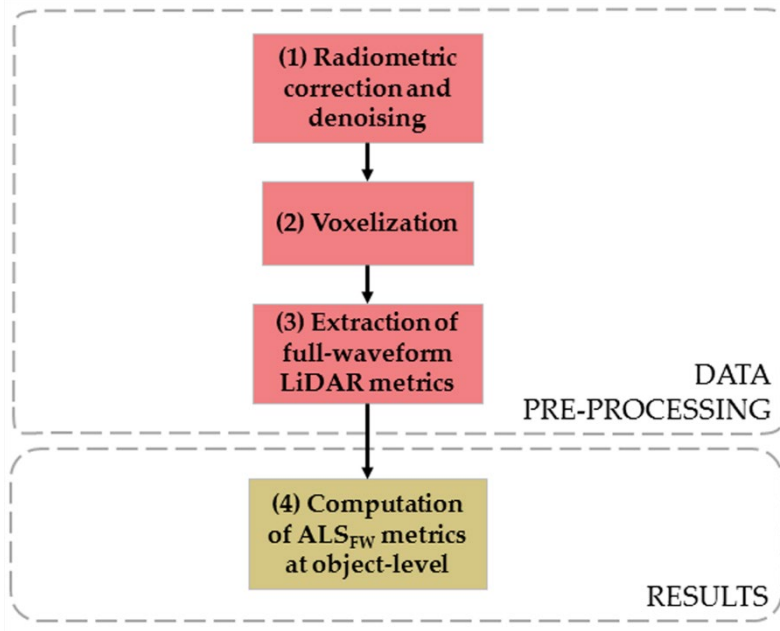 (1) Radiometric
correction and
denoising
(2) Voxelization
(3) Extraction of
full-waveform
LiDAR metrics
DATA
PRE-PROCESSING
(4) Computation
of ALSFW metrics
at object-level
RESULTS